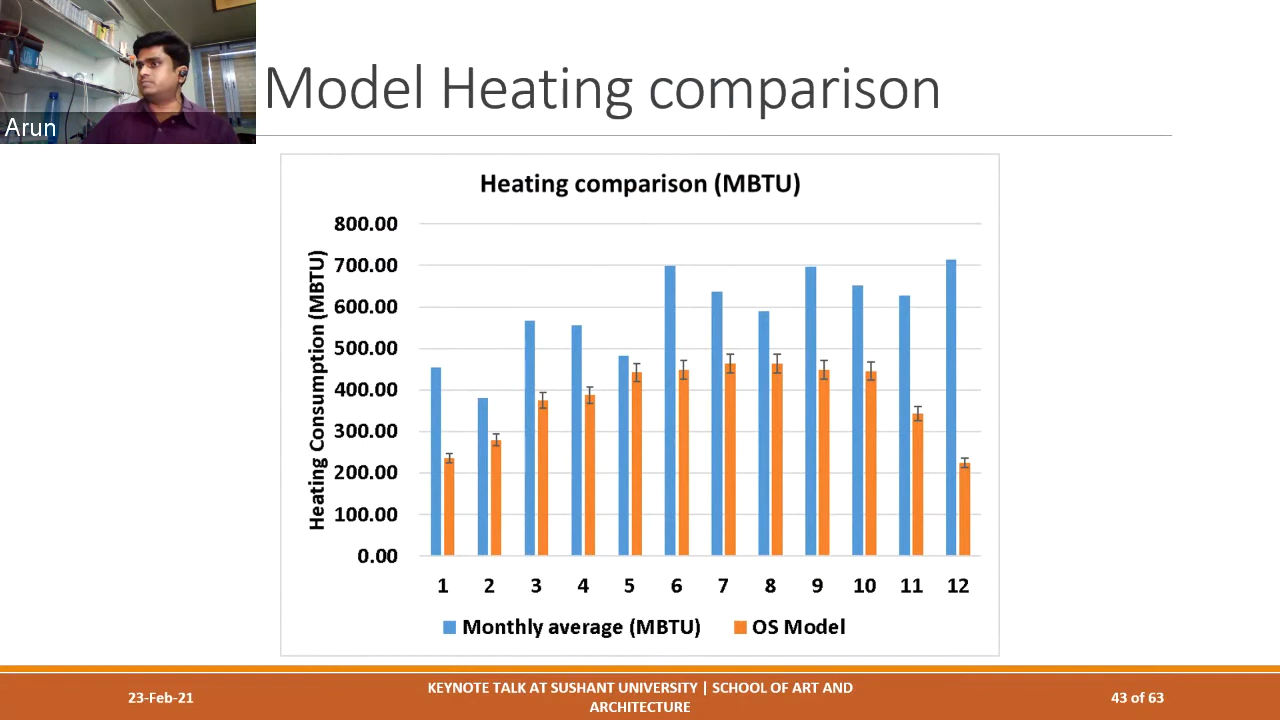 Arun
Model Heating comparison
Heating comparison (MBTU)
Heating Consumption (MBTU)
800.00
700.00
600.00
500.00
400.00
300.00
200.00
100.00
0.00
1 2 3 4 5 6 7 8 9 10 11 12
Monthly average (MBTU) OS Model
23-Feb-21
KEYNOTE TALK AT SUSHANT UNIVERSITY | SCHOOL OF ART AND
ARCHITECTURE
43 of 63